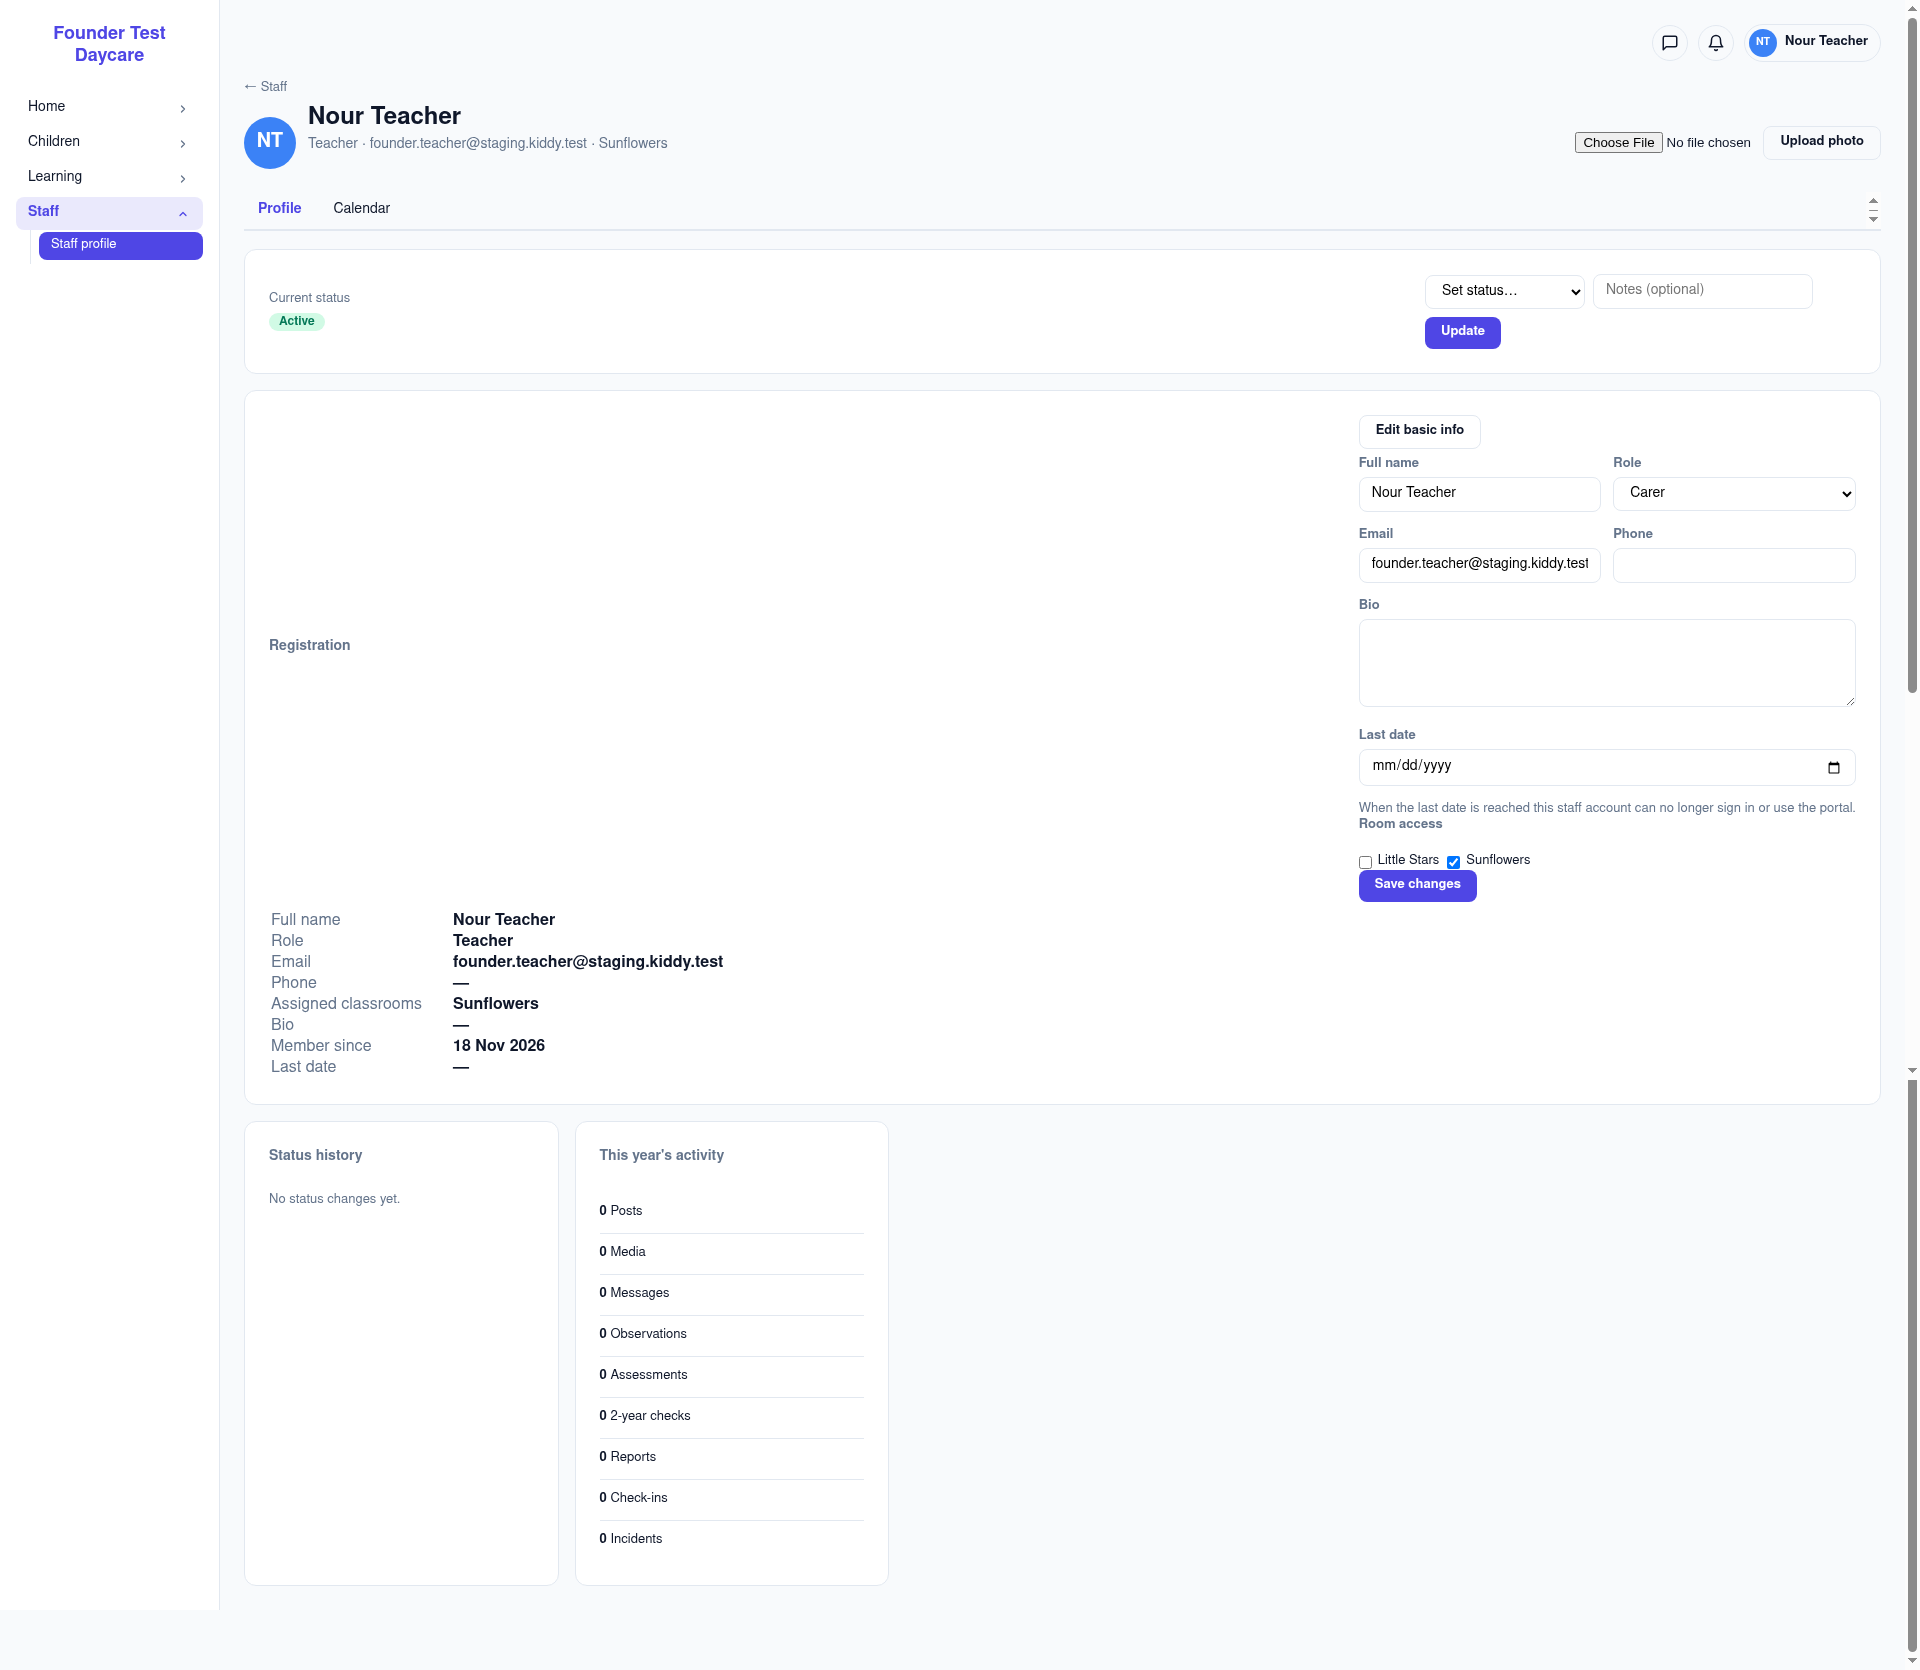 Founder Test
Daycare
Home
Children
Learning
Staff
Staff profile
NT Nour Teacher
← Staff
NT
Nour Teacher
Teacher · founder.teacher@staging.kiddy.test · Sunflowers
Choose File No file chosen
Upload photo
Profile Calendar
Current status
Active
Set status... Notes (optional)
Update
Registration
Edit basic info
Full name Role
Nour Teacher Carer
Email Phone
founder.teacher@staging.kiddy.test
Bio
Last date
mm/dd/yyyy
When the last date is reached this staff account can no longer sign in or use the portal.
Room access
Little Stars Sunflowers
Save changes
Full name Nour Teacher
Role Teacher
Email founder.teacher@staging.kiddy.test
Phone —
Assigned classrooms Sunflowers
Bio —
Member since 18 Nov 2026
Last date —
Status history
No status changes yet.
This year's activity
0 Posts
0 Media
0 Messages
0 Observations
0 Assessments
0 2-year checks
0 Reports
0 Check-ins
0 Incidents